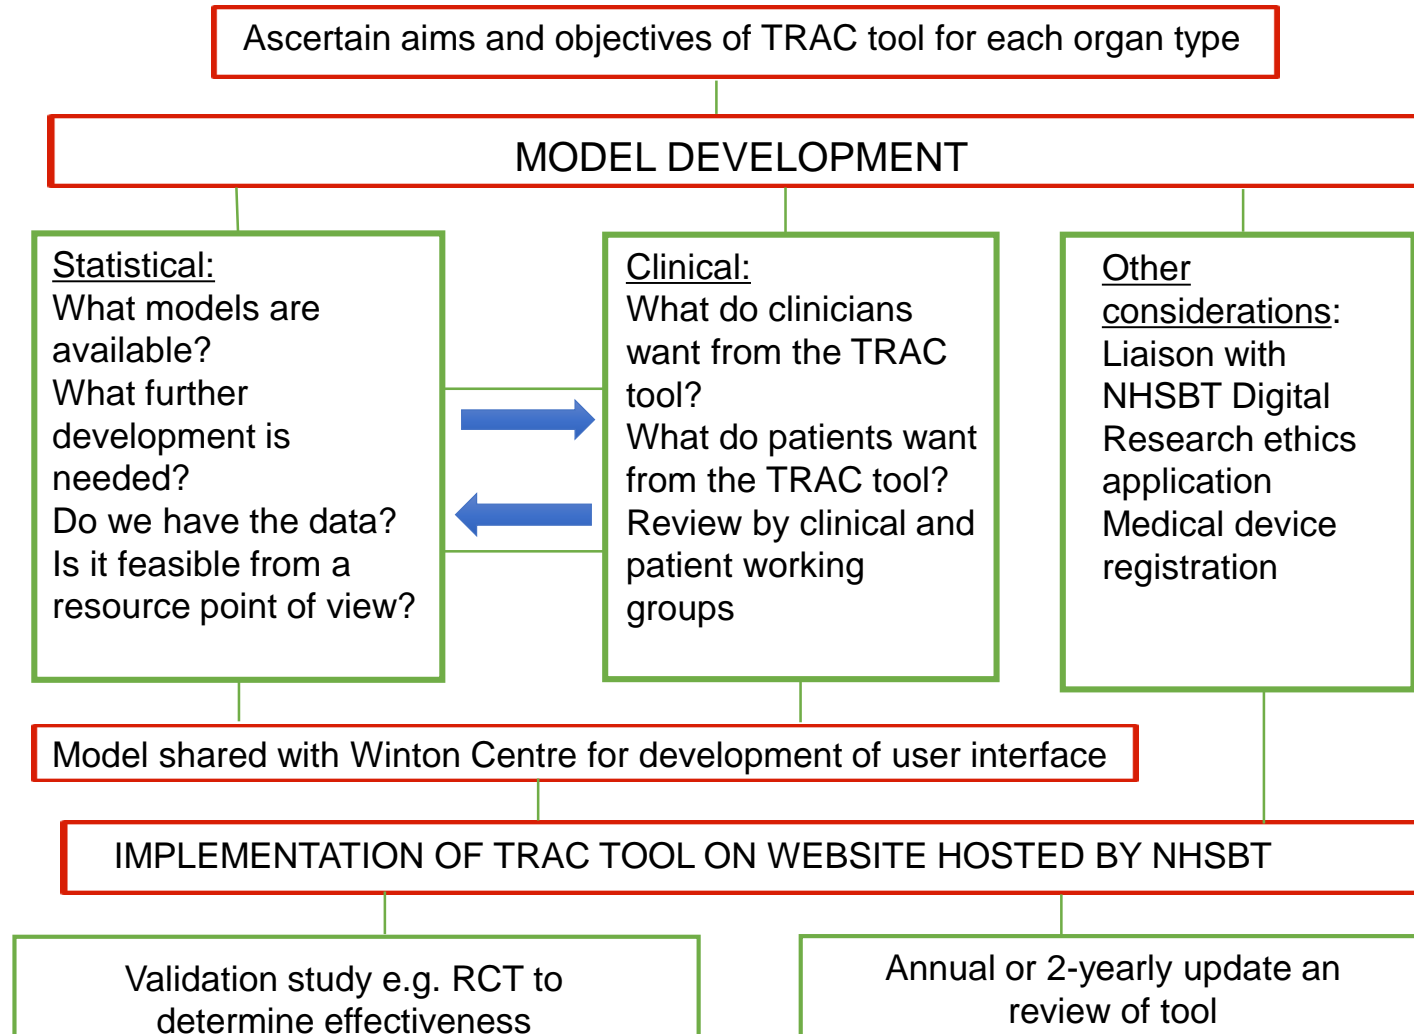 Ascertain aims and objectives of TRAC tool for each organ type
MODEL DEVELOPMENT
Statistical:
What models are
available?
What further
development is
needed?
Do we have the data?
Is it feasible from a
resource point of view?
Clinical:
What do clinicians
want from the TRAC
tool?
What do patients want
from the TRAC tool?
Review by clinical and
patient working
groups
Other
considerations:
Liaison with
NHSBT Digital
Research ethics
application
Medical device
registration
Model shared with Winton Centre for development of user interface
IMPLEMENTATION OF TRAC TOOL ON WEBSITE HOSTED BY NHSBT
Validation study e.g. RCT to
determine effectiveness
Annual or 2-yearly update an
review of tool